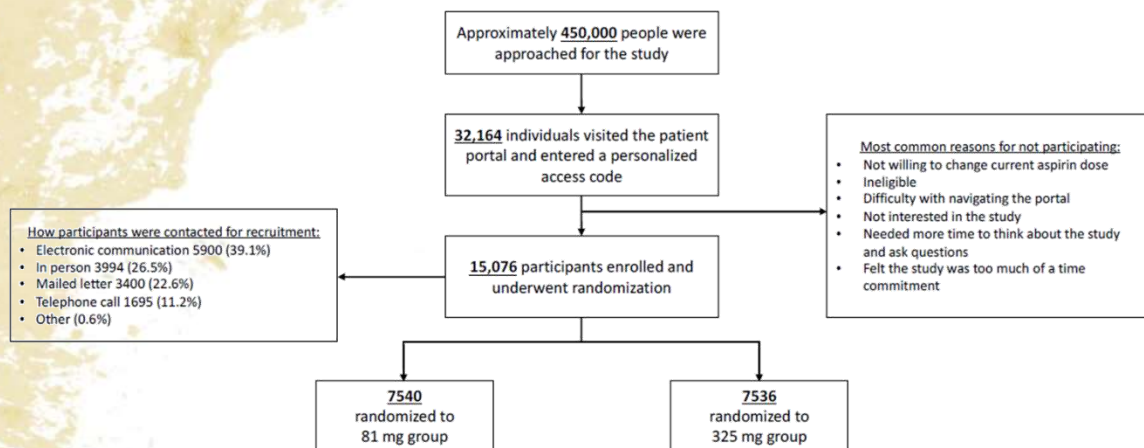 Approximately 450,000 people were
approached for the study
32,164 individuals visited the patient
portal and entered a personalized
access code
Most common reasons for not participating:
• Not willing to change current aspirin dose
• Ineligible
• Difficulty with navigating the portal
• Not interested in the study
• Needed more time to think about the study
and ask questions
• Felt the study was too much of a time
commitment
How participants were contacted for recruitment:
• Electronic communication 5900 (39.1%)
• In person 3994 (26.5%)
• Mailed letter 3400 (22.6%)
• Telephone call 1695 (11.2%)
• Other (0.6%)
15,076 participants enrolled and
underwent randomization
7540
randomized to
81 mg group
7536
randomized to
325 mg group